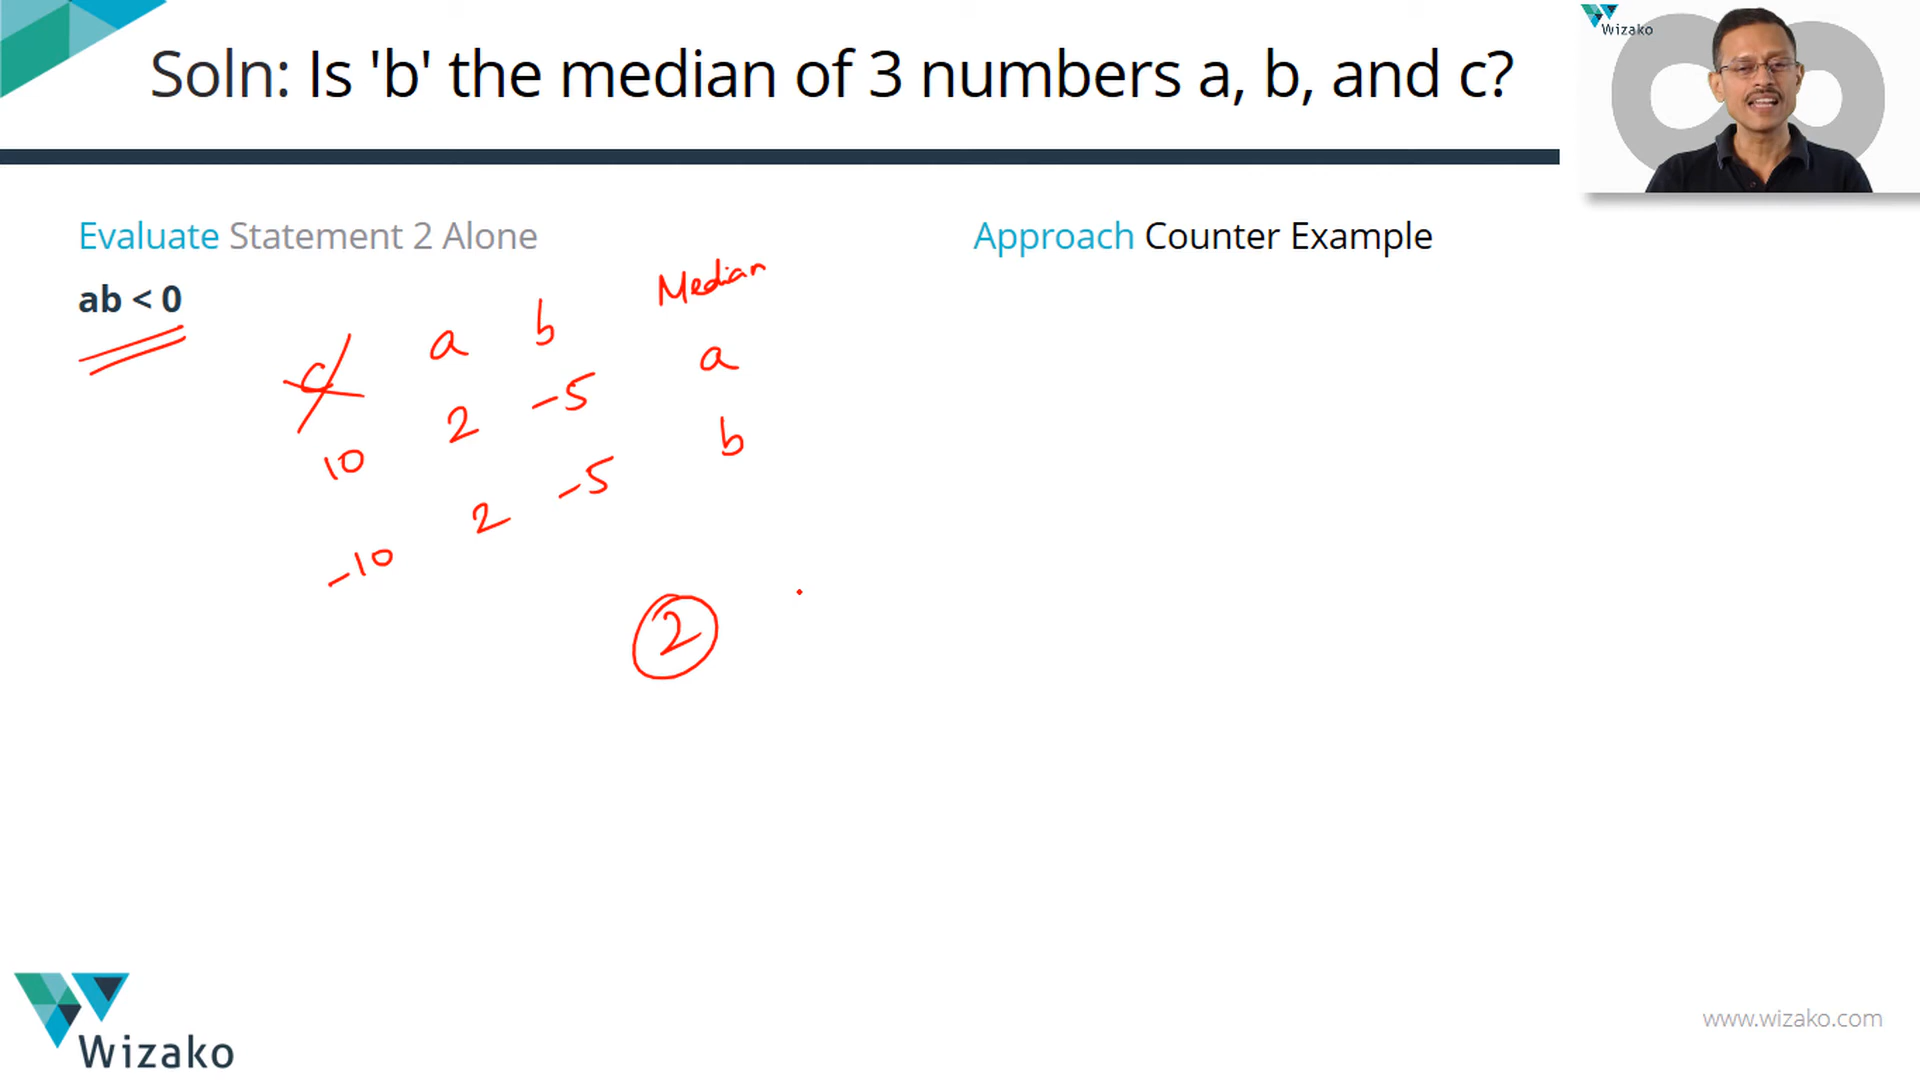 Soln: Is 'b' the median of 3 numbers a, b, and c?
Wizako
Evaluate Statement 2 Alone
Approach Counter Example
ab < 0
c a b Median
10 2 -5 a
-10 2 -5 b
2
Wizako
www.wizako.com